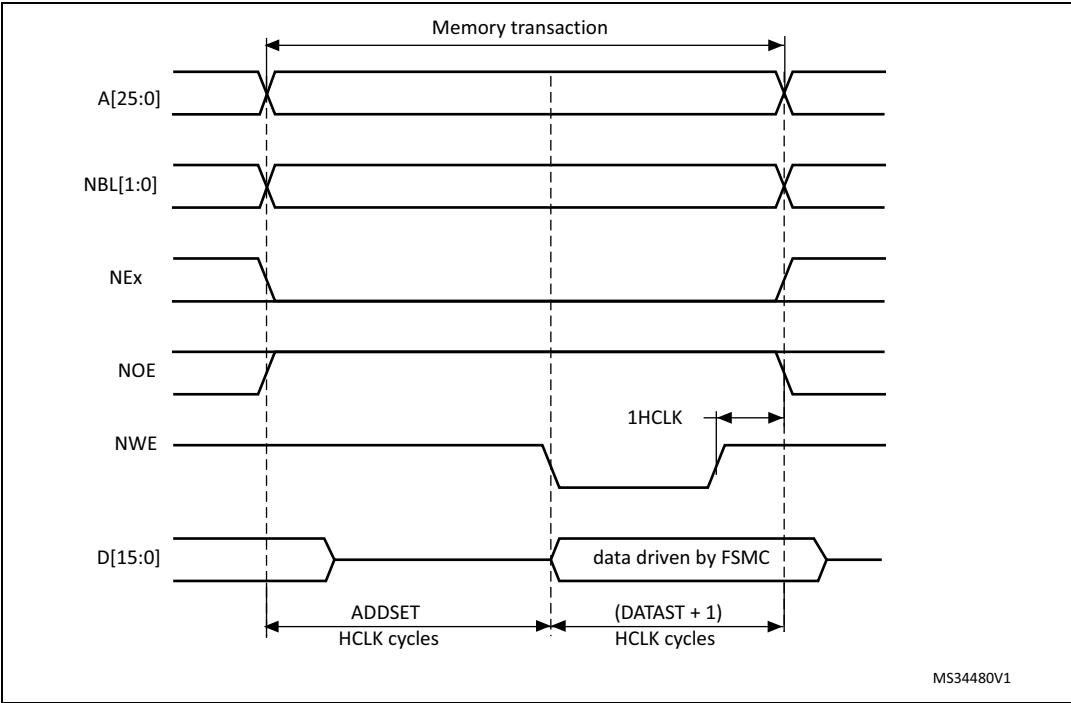 Memory transaction
A[25:0]
NBL[1:0]
NEx
NOE
1HCLK
NWE
D[15:0]
data driven by FSMC
ADDSET
HCLK cycles
(DATAST + 1)
HCLK cycles
MS34480V1